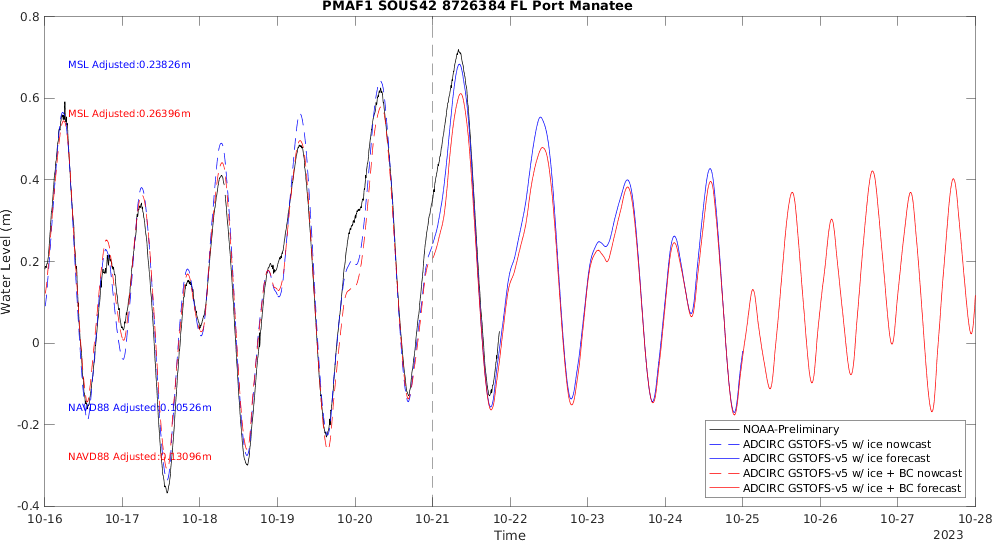 PMAF1 SOUS42 8726384 FL Port Manatee
Water Level (m)
0.8
0.6
0.4
0.2
0
-0.2
-0.4
MSL Adjusted:0.23826m
MSL Adjusted:0.26396m
NAVD88 Adjusted:0.10526m
NAVD88 Adjusted:0.13096m
NOAA-Preliminary
ADCIRC GSTOFS-v5 w/ ice nowcast
ADCIRC GSTOFS-v5 w/ ice forecast
ADCIRC GSTOFS-v5 w/ ice + BC nowcast
ADCIRC GSTOFS-v5 w/ ice + BC forecast
10-16 10-17 10-18 10-19 10-20 10-21 10-22 10-23 10-24 10-25 10-26 10-27 10-28
Time
2023